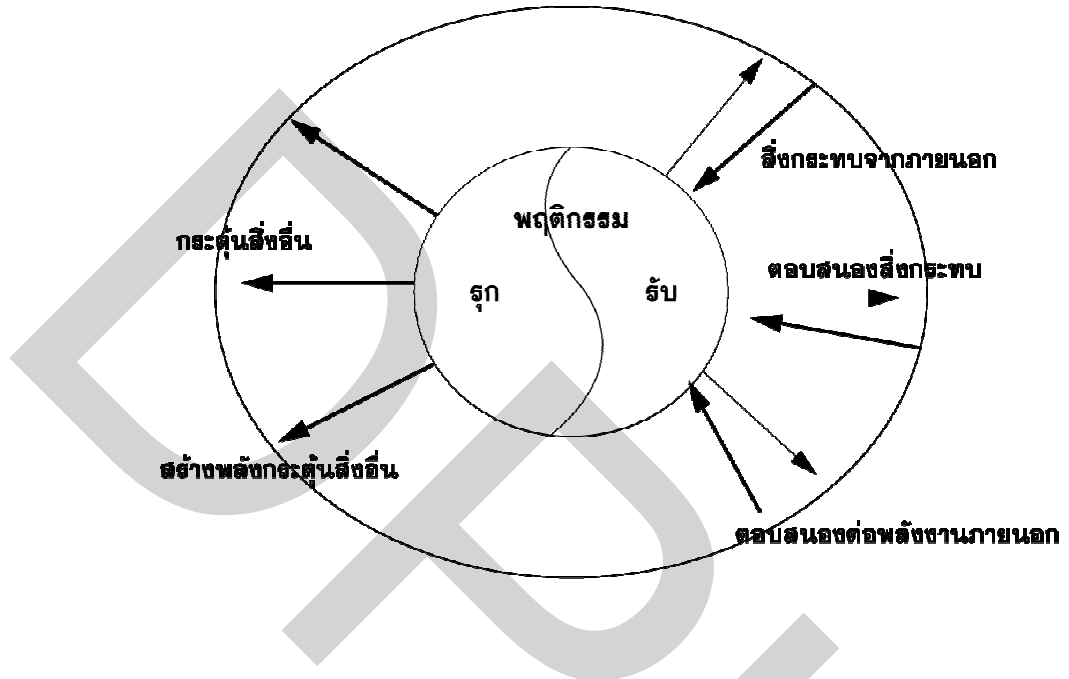 สิ่งกระทบจากภายนอก
พฤติกรรม
กระตุ้นสิ่งอื่น
ตอบสนองสิ่งกระทบ
รุก
รับ
สร้างพลังกระตุ้นสิ่งอื่น
ตอบสนองต่อพลังงานภายนอก